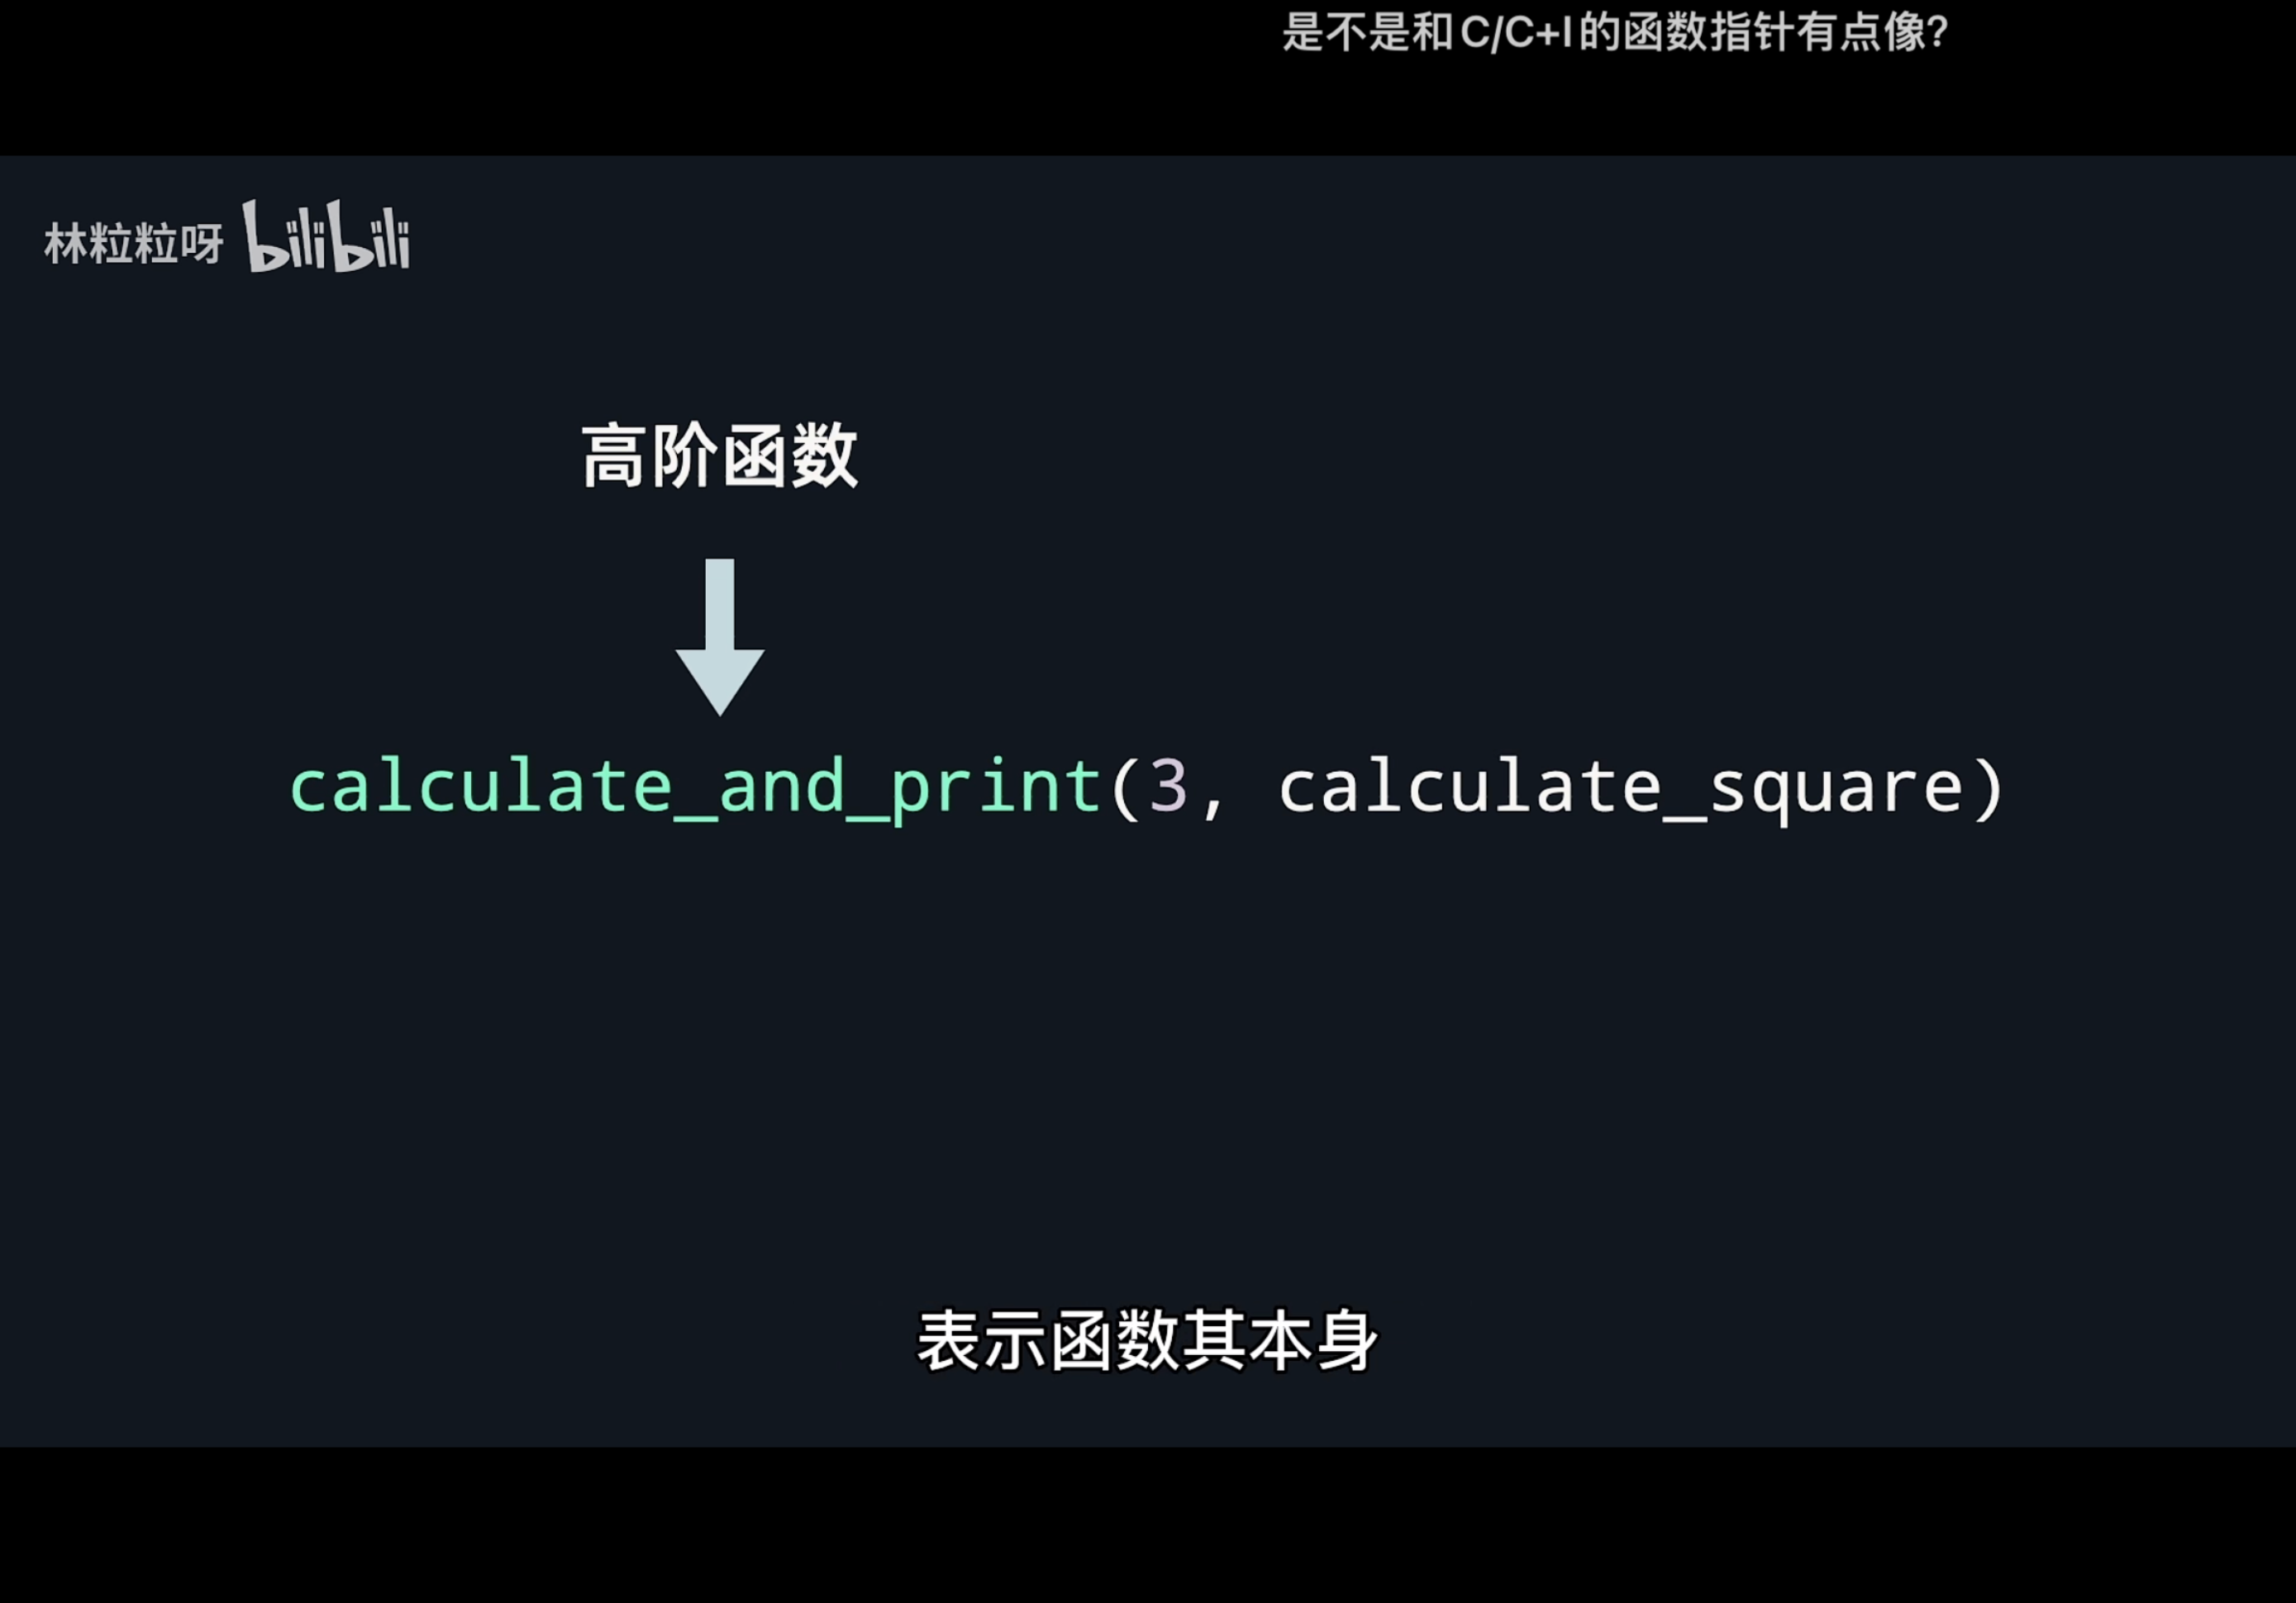 是不是和C/C+I的函数指针有点像？
林粒粒呀 bilibili
高阶函数
calculate_and_print(3, calculate_square)
表示函数其本身